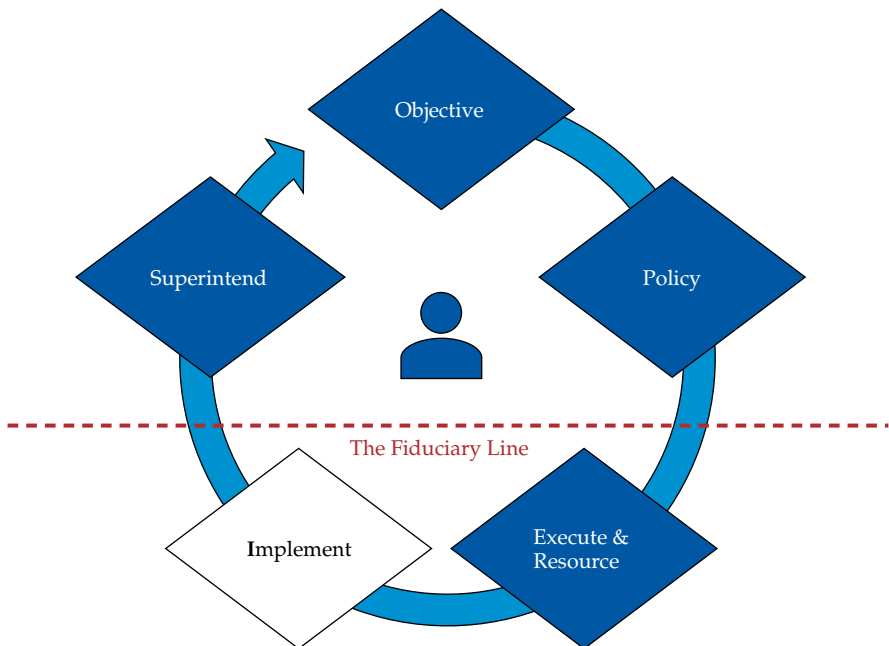 Objective
Superintend
Policy
The Fiduciary Line
Implement
Execute &
Resource